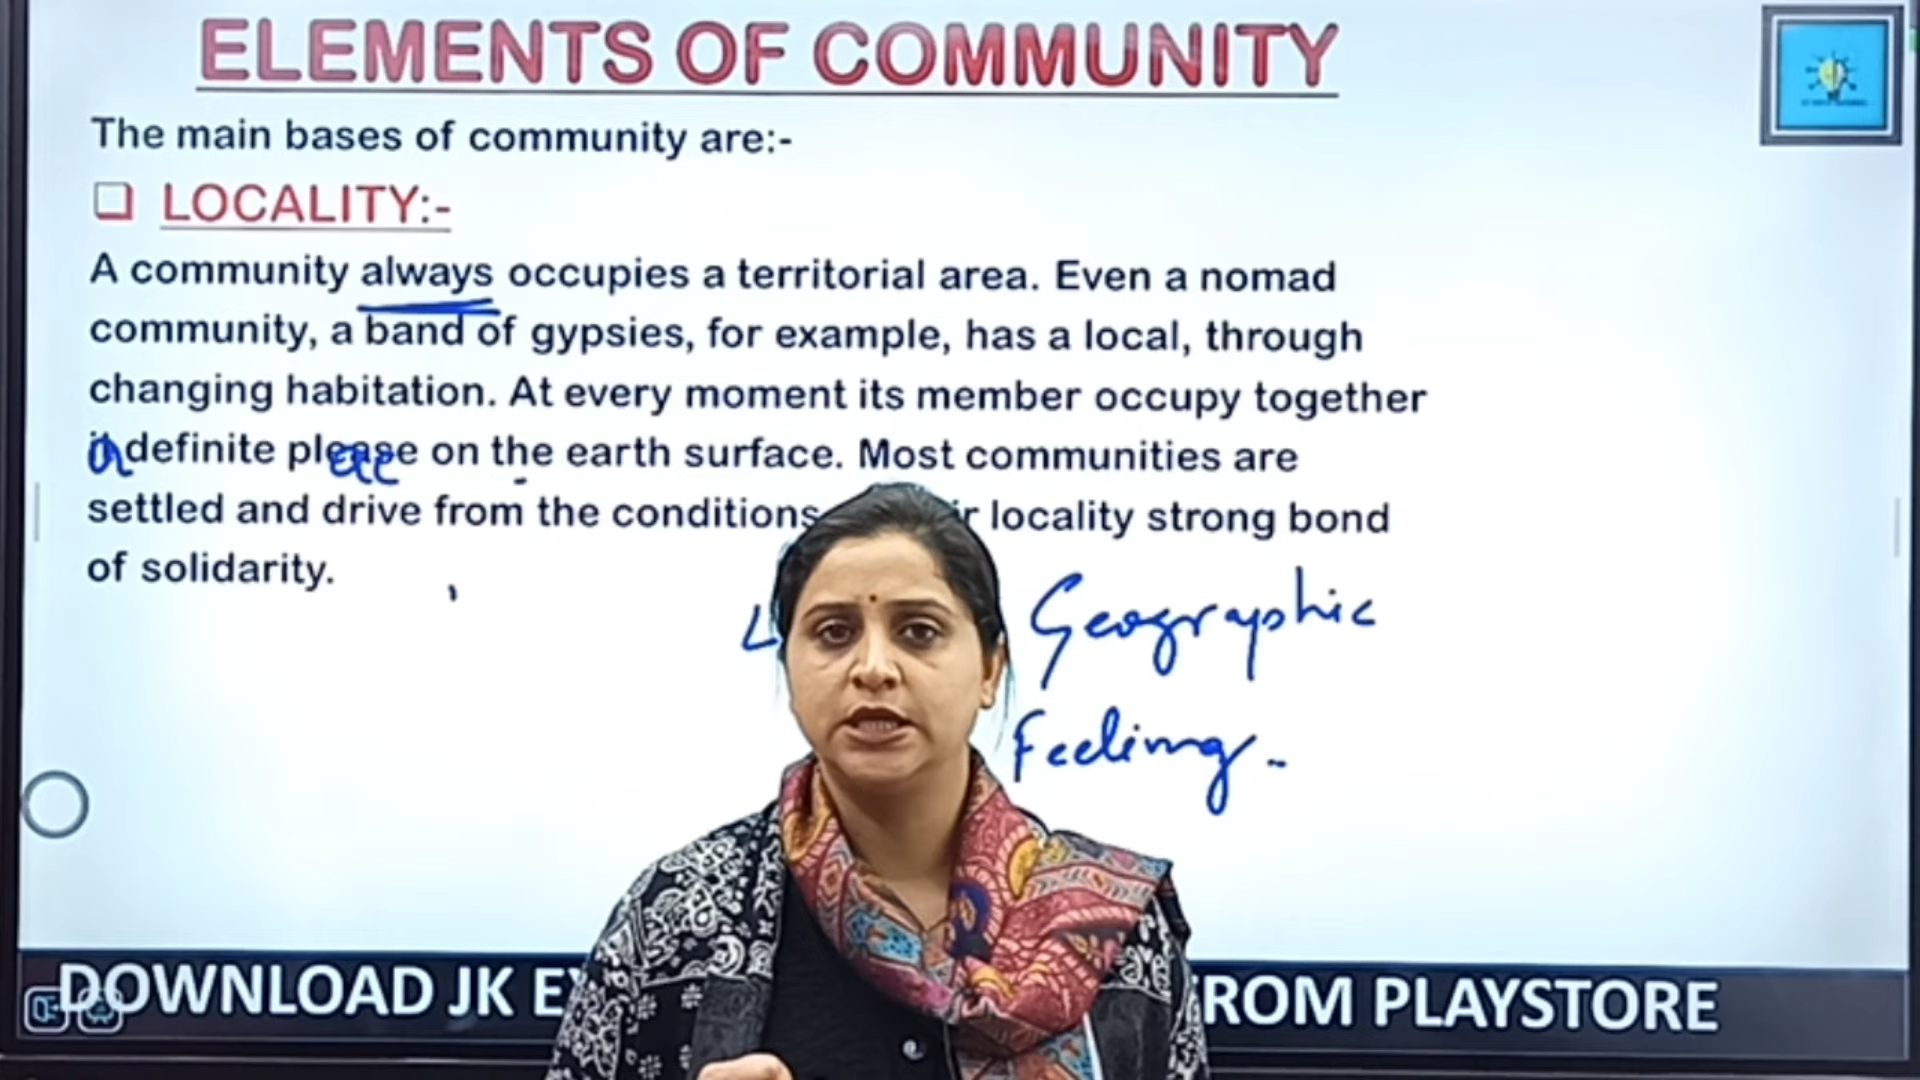 ELEMENTS OF COMMUNITY
The main bases of community are:-
LOCALITY:-
A community always occupies a territorial area. Even a nomad
community, a band of gypsies, for example, has a local, through
changing habitation. At every moment its member occupy together
a definite please on the earth surface. Most communities are
settled and drive from the conditions locality strong bond
of solidarity.
Geographic
Feeling.
DOWNLOAD JK FROM PLAYSTORE